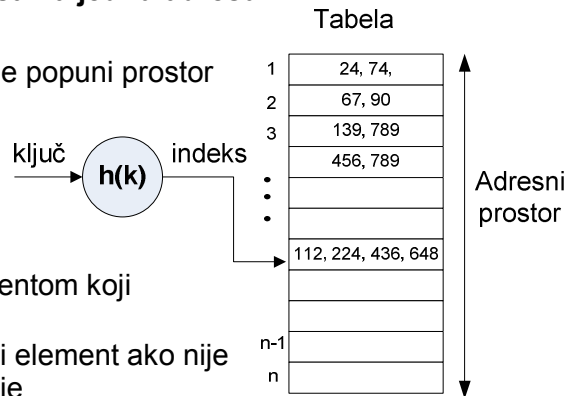 Tabela
e popuni prostor
1 24, 74,
2 67, 90
3 139, 789
456, 789
ključ
h(k)
indeks
Adresni
prostor
112, 224, 436, 648
entom koji
n-1
i element ako nije
n
je